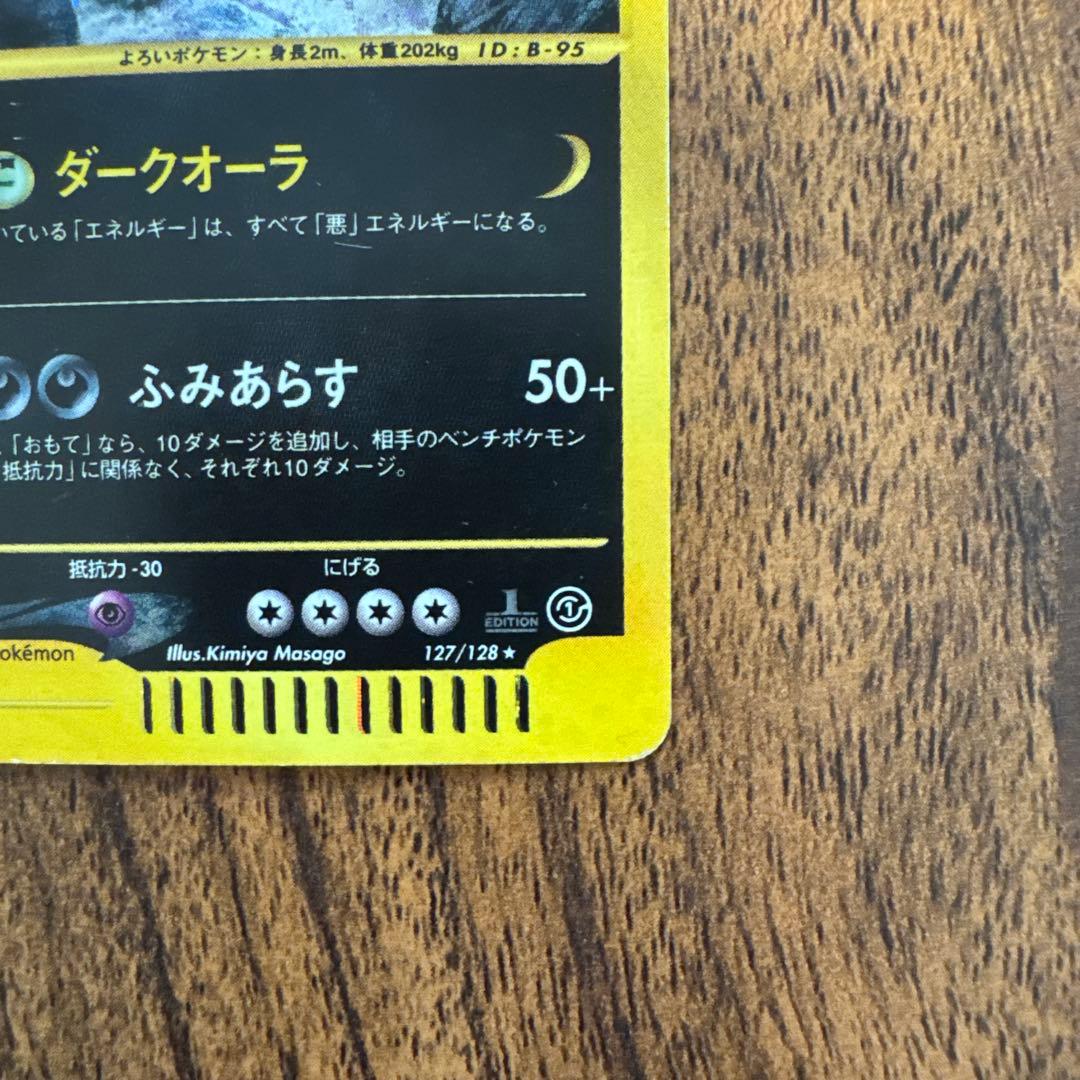 よろいポケモン：身長2m、体重202kg ID：B-95
ダークオーラ
いている「エネルギー」は、すべて「悪」エネルギーになる。
ふみあらす 50+
、「おもて」なら、10ダメージを追加し、相手のベンチポケモン
抵抗力」に関係なく、それぞれ10ダメージ。
抵抗力 -30 にげる
1 EDITION
okémon Illus.Kimiya Masago 127/128 ★